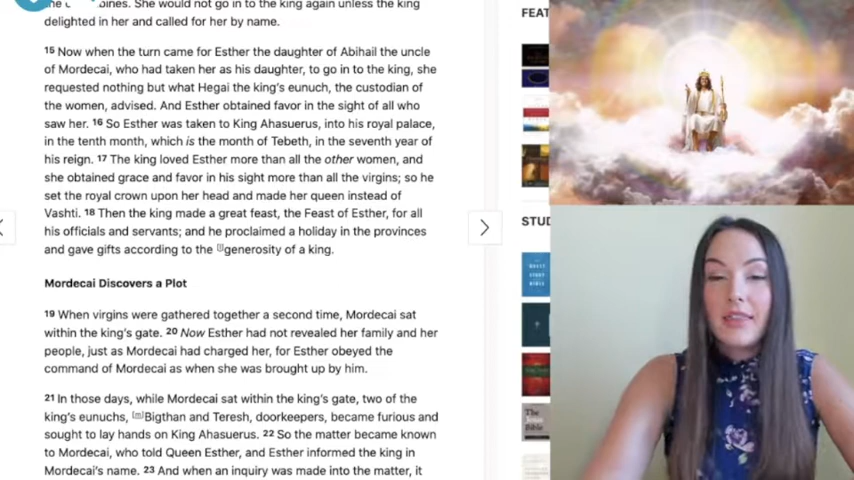 She would not go in to the king again unless the king
delighted in her and called for her by name.
15 Now when the turn came for Esther the daughter of Abihail the uncle
of Mordecai, who had taken her as his daughter, to go in to the king, she
requested nothing but what Hegai the king's eunuch, the custodian of
the women, advised. And Esther obtained favor in the sight of all who
saw her. 16 So Esther was taken to King Ahasuerus, into his royal palace,
in the tenth month, which is the month of Tebeth, in the seventh year of
his reign. 17 The king loved Esther more than all the other women, and
she obtained grace and favor in his sight more than all the virgins; so he
set the royal crown upon her head and made her queen instead of
Vashti. 18 Then the king made a great feast, the Feast of Esther, for all
his officials and servants; and he proclaimed a holiday in the provinces
and gave gifts according to the generosity of a king.
Mordecai Discovers a Plot
19 When virgins were gathered together a second time, Mordecai sat
within the king's gate. 20 Now Esther had not revealed her family and her
people, just as Mordecai had charged her, for Esther obeyed the
command of Mordecai as when she was brought up by him.
21 In those days, while Mordecai sat within the king's gate, two of the
king's eunuchs, [m]Bigthan and Teresh, doorkeepers, became furious and
sought to lay hands on King Ahasuerus. 22 So the matter became known
to Mordecai, who told Queen Esther, and Esther informed the king in
Mordecai's name. 23 And when an inquiry was made into the matter, it
FEAT
STUD
The
Bible